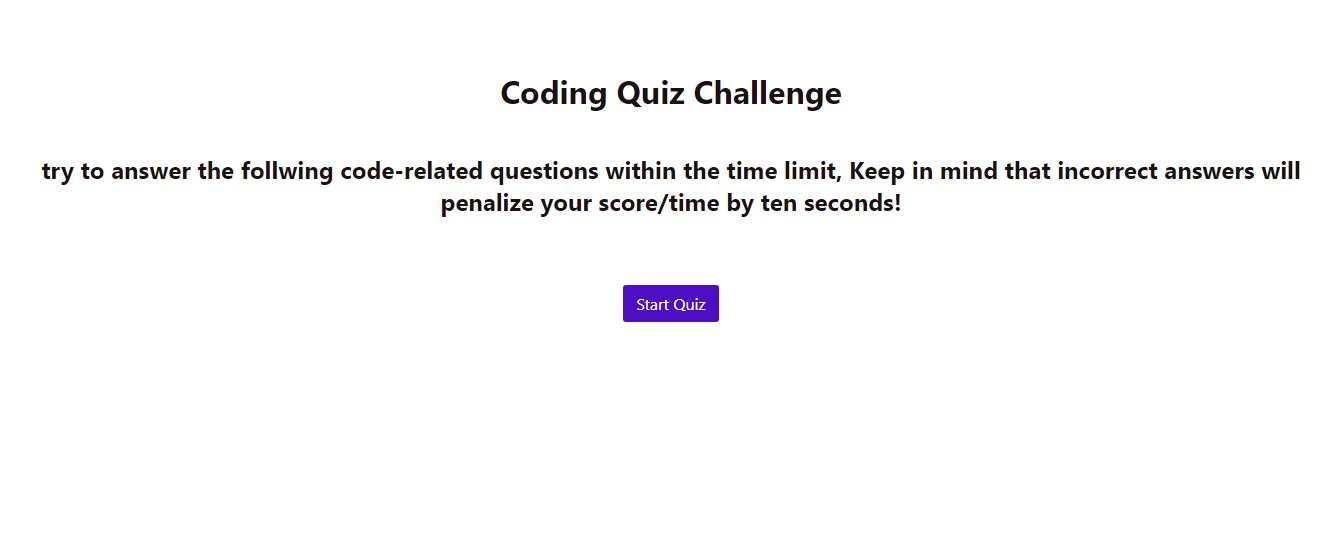 Coding Quiz Challenge
try to answer the follwing code-related questions within the time limit, Keep in mind that incorrect answers will
penalize your score/time by ten seconds!
Start Quiz